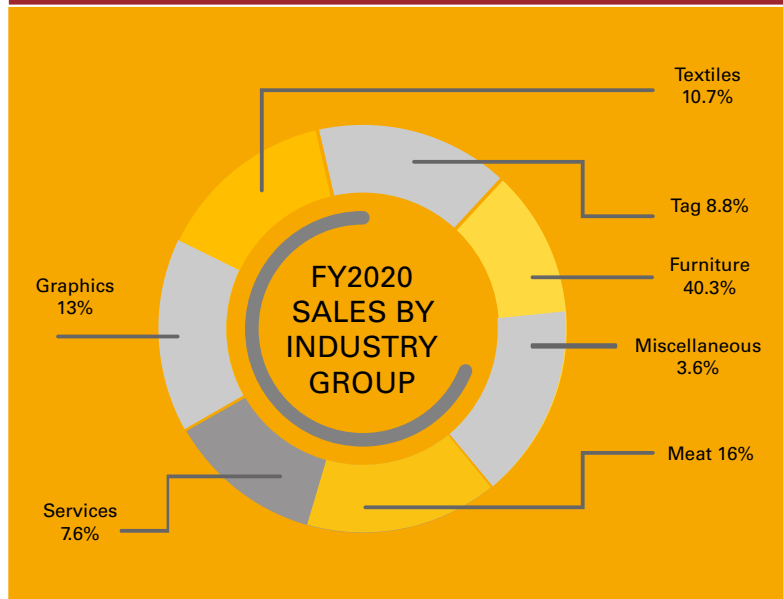 Textiles
10.7%
Tag 8.8%
Furniture
40.3%
Miscellaneous
3.6%
Meat 16%
Services
7.6%
Graphics
13%
FY2020
SALES BY
INDUSTRY
GROUP